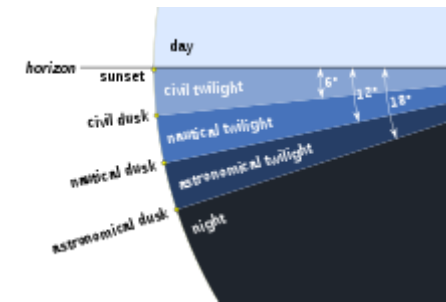 day
horizon
sunset
civil twilight
6°
12°
18°
civil dusk
nautical twilight
nautical dusk
astronomical twilight
astronomical dusk
night